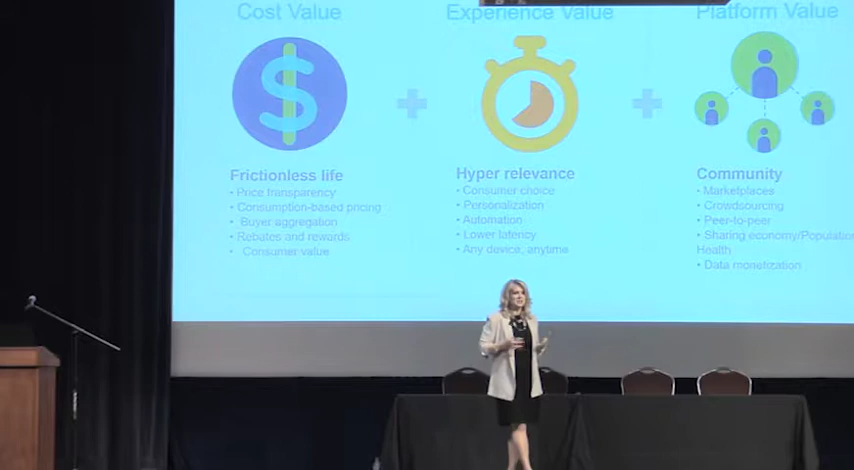 Cost Value
Experience Value
Platform Value
Frictionless life
• Price transparency
• Consumption-based pricing
• Buyer aggregation
• Rebates and rewards
• Consumer value
Hyper relevance
• Consumer choice
• Personalization
• Automation
• Lower latency
• Any device, anytime
Community
• Marketplaces
• Crowdsourcing
• Peer-to-peer
• Sharing economy/Population
Health
• Data monetization